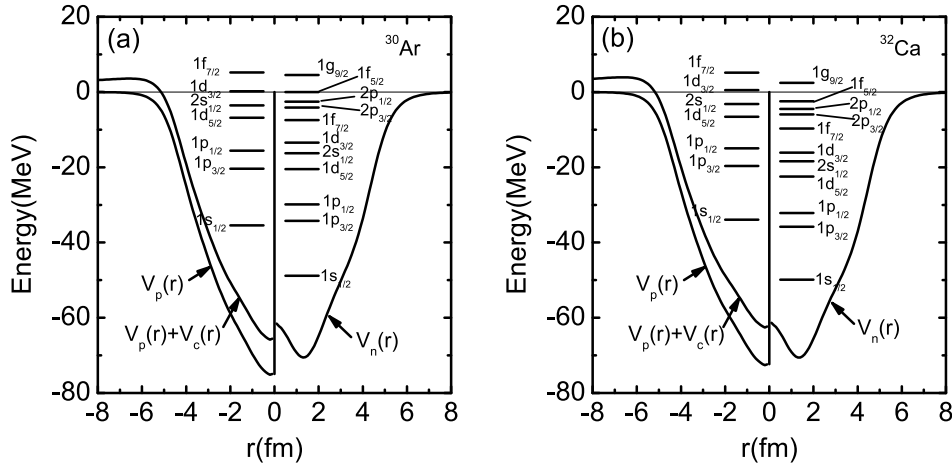 (a)
³⁰Ar
Energy(MeV)
20
0
-20
-40
-60
-80
1f₇/₂
1d₃/₂
2s₁/₂
1d₅/₂
1p₁/₂
1p₃/₂
1s₁/₂
1g₉/₂
1f₅/₂
2p₁/₂
2p₃/₂
1f₇/₂
1d₃/₂
2s₁/₂
1d₅/₂
1p₁/₂
1p₃/₂
1s₁/₂
Vₚ(r)
Vₚ(r)+V_c(r)
Vₙ(r)
-8 -6 -4 -2 0 2 4 6 8
r(fm)
(b)
³²Ca
Energy(MeV)
20
0
-20
-40
-60
-80
1f₇/₂
1d₃/₂
2s₁/₂
1d₅/₂
1p₁/₂
1p₃/₂
1s₁/₂
1g₉/₂
1f₅/₂
2p₁/₂
2p₃/₂
1f₇/₂
1d₃/₂
2s₁/₂
1d₅/₂
1p₁/₂
1p₃/₂
1s₁/₂
Vₚ(r)
Vₚ(r)+V_c(r)
Vₙ(r)
-8 -6 -4 -2 0 2 4 6 8
r(fm)